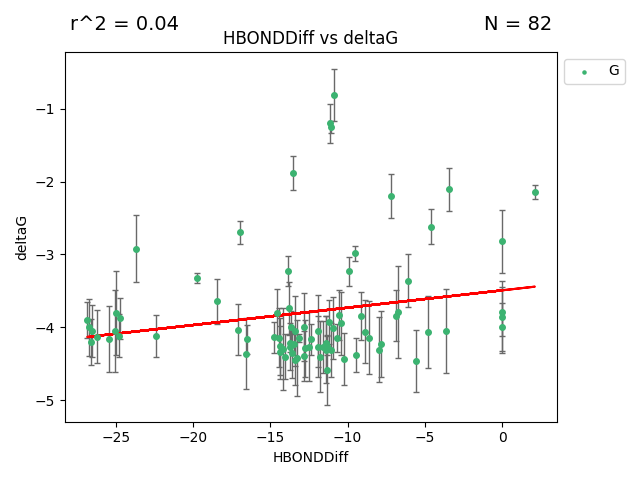 r^2 = 0.04
N = 82
HBONDDiff vs deltaG
G
−1
−2
−3
−4
−5
deltaG
−25
−20
−15
−10
−5
0
HBONDDiff